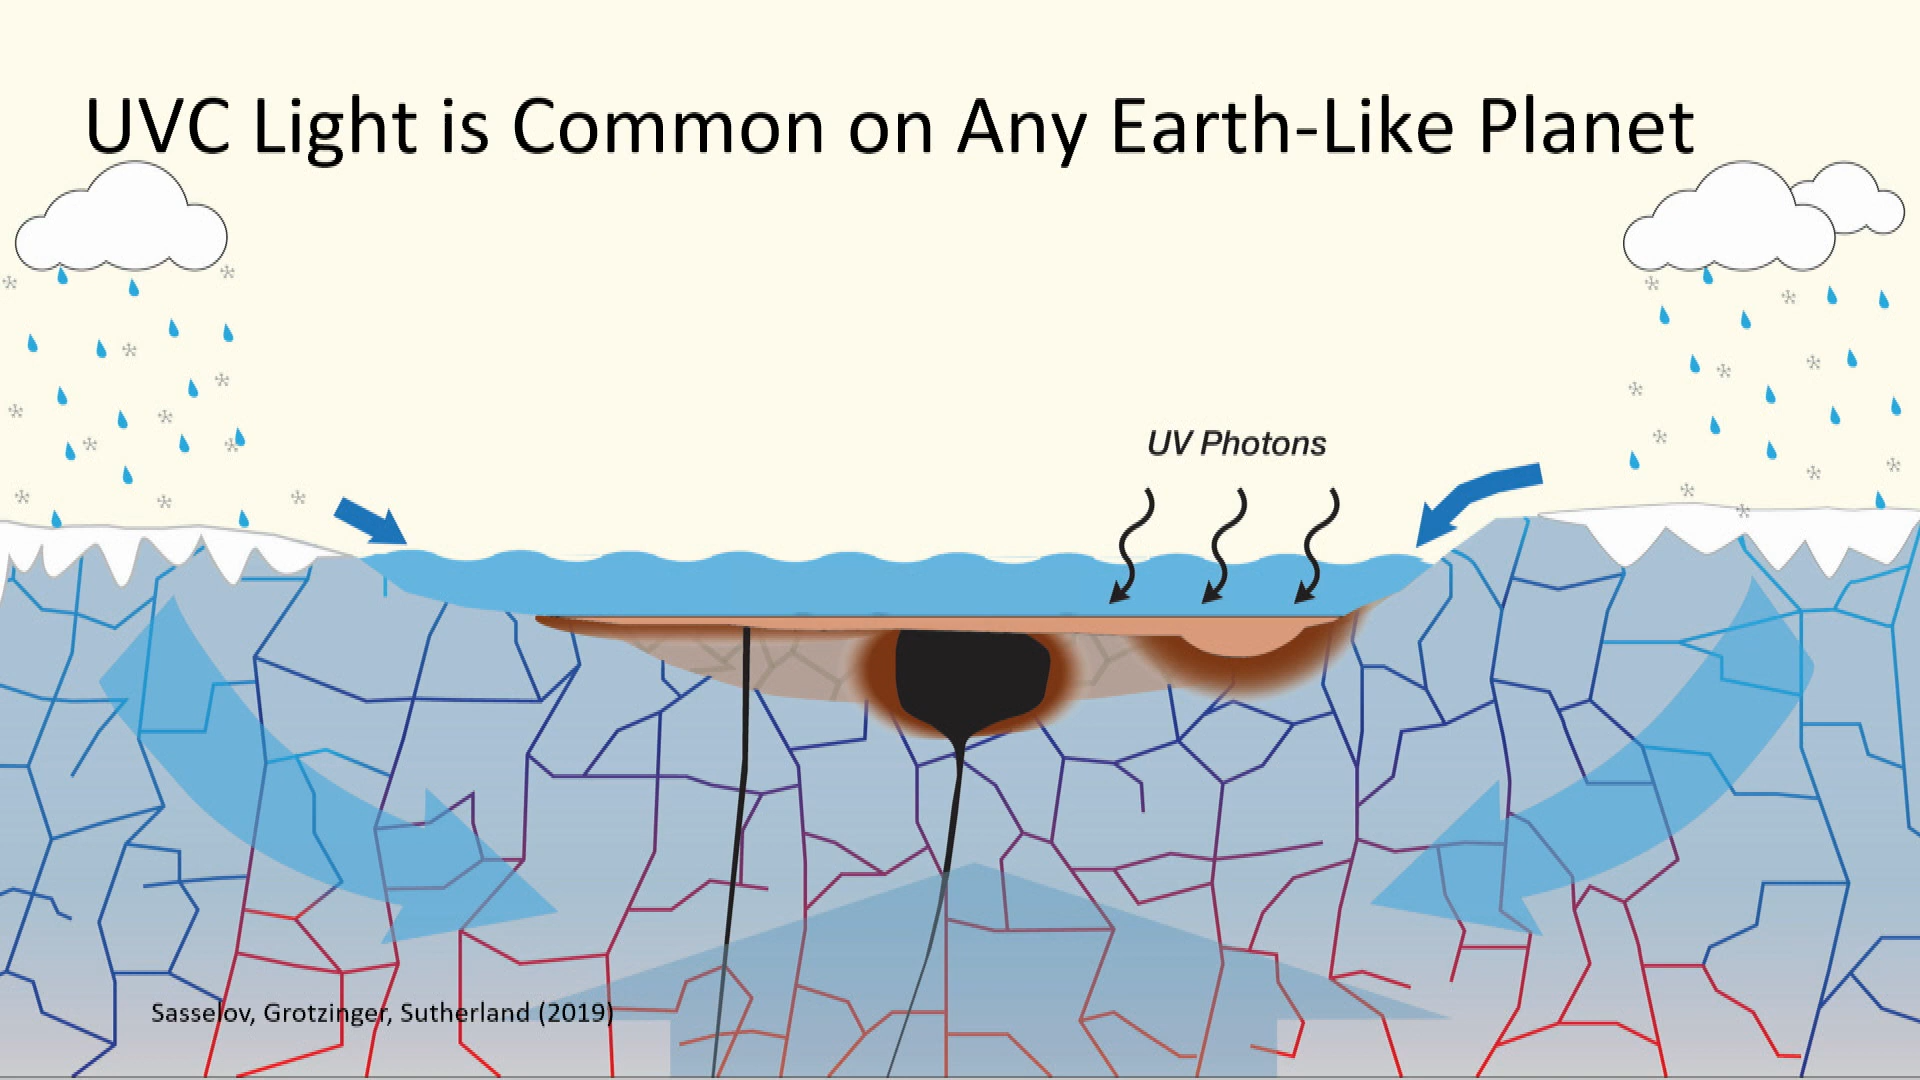 UVC Light is Common on Any Earth-Like Planet
UV Photons
Sasselov, Grotzinger, Sutherland (2019)